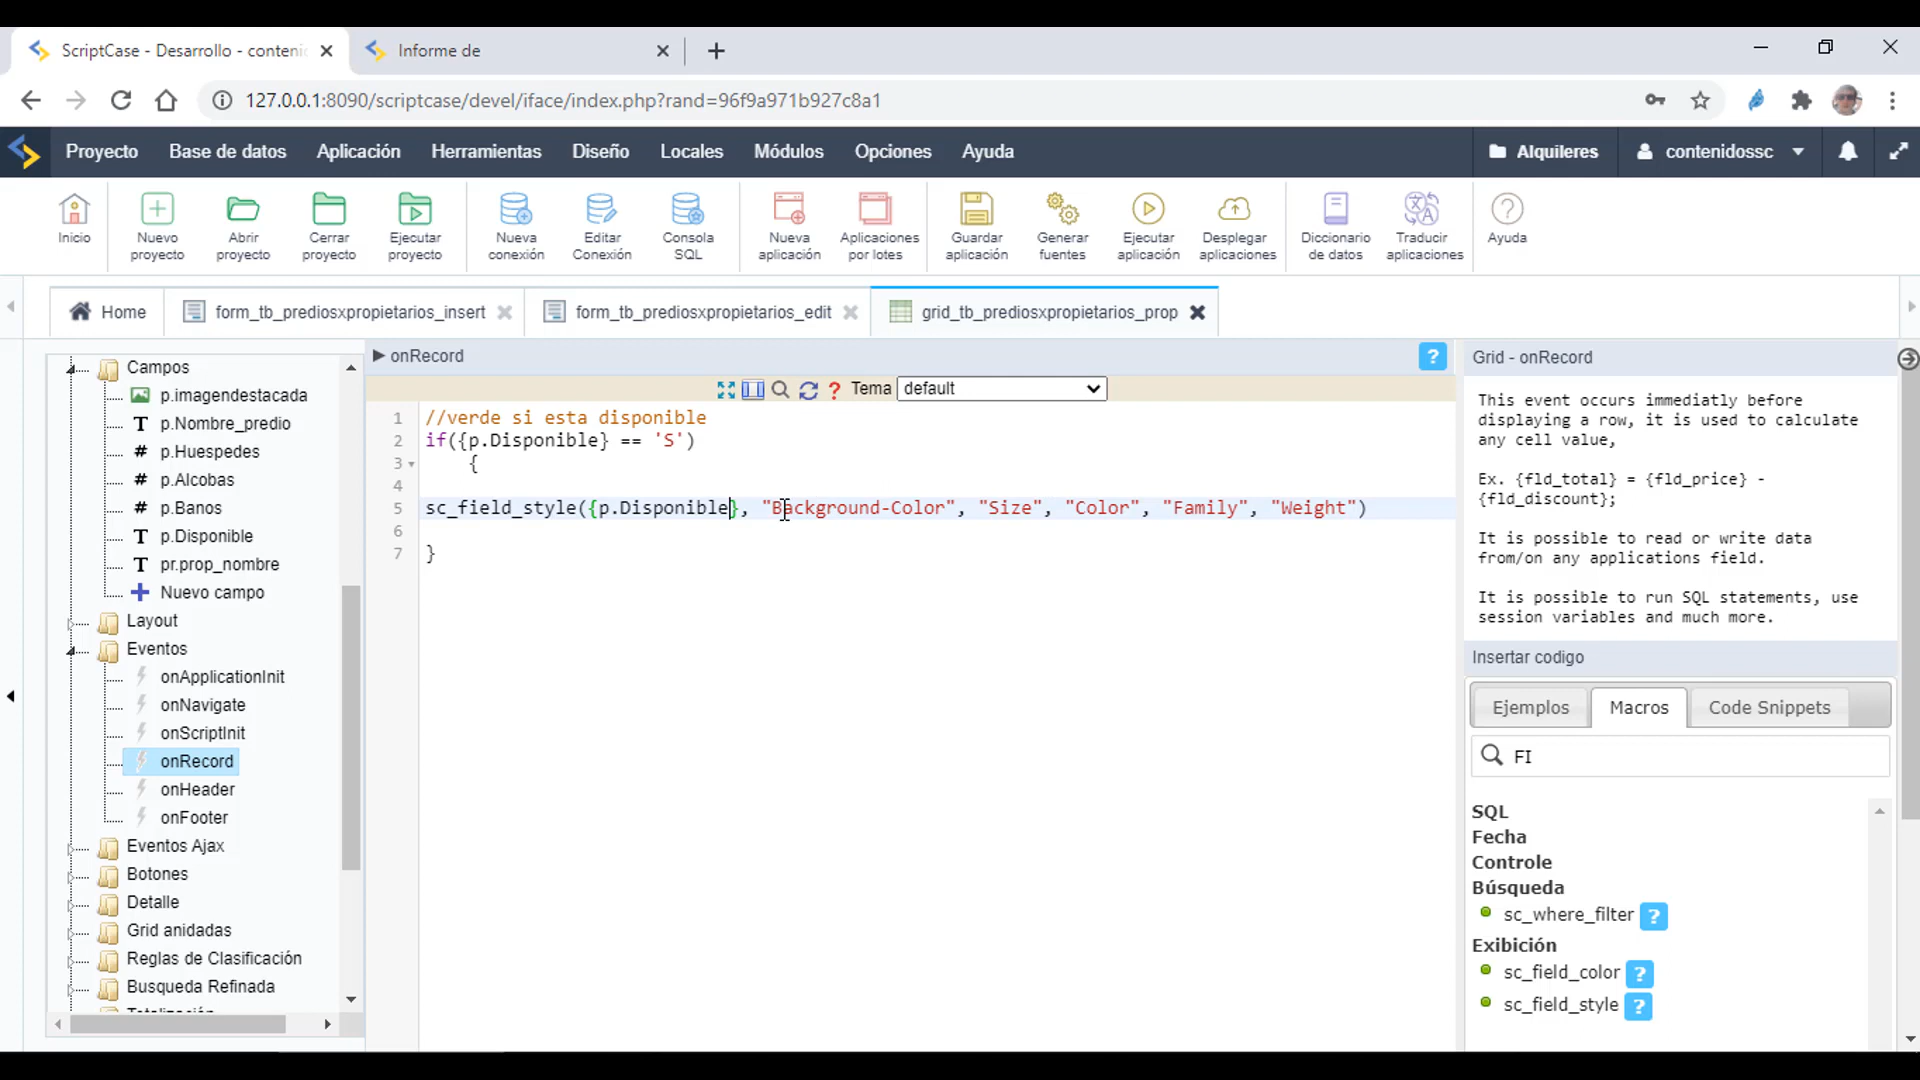 ScriptCase - Desarrollo - conteni
Informe de
127.0.0.1:8090/scriptcase/devel/iface/index.php?rand=96f9a971b927c8a1
Proyecto
Base de datos
Aplicación
Herramientas
Diseño
Locales
Módulos
Opciones
Ayuda
Alquileres
contenidossc
Inicio
Nuevo proyecto
Abrir proyecto
Cerrar proyecto
Ejecutar proyecto
Nueva conexión
Editar Conexión
Consola SQL
Nueva aplicación
Aplicaciones por lotes
Guardar aplicación
Generar fuentes
Ejecutar aplicación
Desplegar aplicaciones
Diccionario de datos
Traducir aplicaciones
Ayuda
Home
form_tb_prediosxpropietarios_insert
form_tb_prediosxpropietarios_edit
grid_tb_prediosxpropietarios_prop
Campos
p.imagendestacada
T p.Nombre_predio
# p.Huespedes
# p.Alcobas
# p.Banos
T p.Disponible
T pr.prop_nombre
Nuevo campo
Layout
Eventos
onApplicationInit
onNavigate
onScriptInit
onRecord
onHeader
onFooter
Eventos Ajax
Botones
Detalle
Grid anidadas
Reglas de Clasificación
Busqueda Refinada
onRecord
?
? Tema default
1 //verde si esta disponible
2 if({p.Disponible} == 'S')
3 {
4
5 sc_field_style({p.Disponible}, "Background-Color", "Size", "Color", "Family", "Weight")
6
7 }
Grid - onRecord
This event occurs immediatly before
displaying a row, it is used to calculate
any cell value,
Ex. {fld_total} = {fld_price} -
{fld_discount};
It is possible to read or write data
from/on any applications field.
It is possible to run SQL statements, use
session variables and much more.
Insertar codigo
Ejemplos
Macros
Code Snippets
FI
SQL
Fecha
Controle
Búsqueda
sc_where_filter ?
Exibición
sc_field_color ?
sc_field_style ?